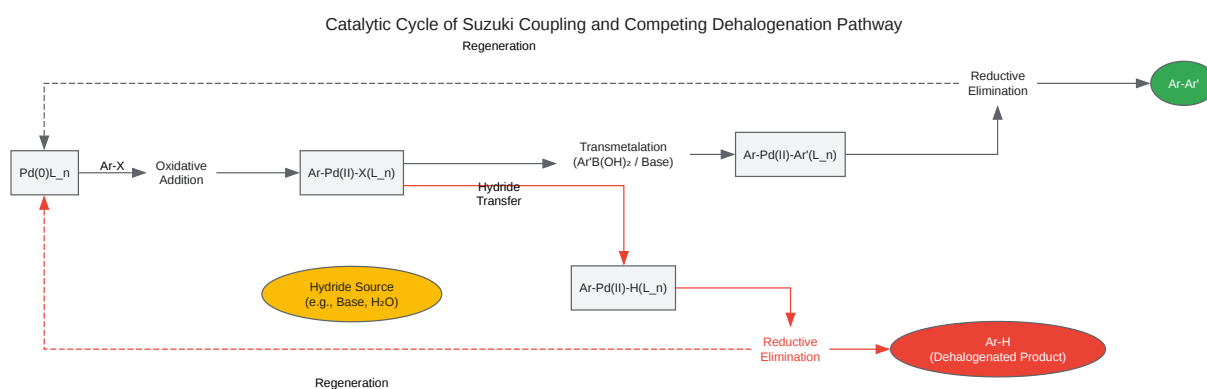 Catalytic Cycle of Suzuki Coupling and Competing Dehalogenation Pathway
Regeneration
Reductive
Elimination
Ar-Ar'
Pd(0)L_n
Ar-X
Oxidative
Addition
Ar-Pd(II)-X(L_n)
Transmetalation
(Ar'B(OH)₂ / Base)
Ar-Pd(II)-Ar'(L_n)
Hydride
Transfer
Hydride Source
(e.g., Base, H₂O)
Ar-Pd(II)-H(L_n)
Reductive
Elimination
Ar-H
(Dehalogenated Product)
Regeneration